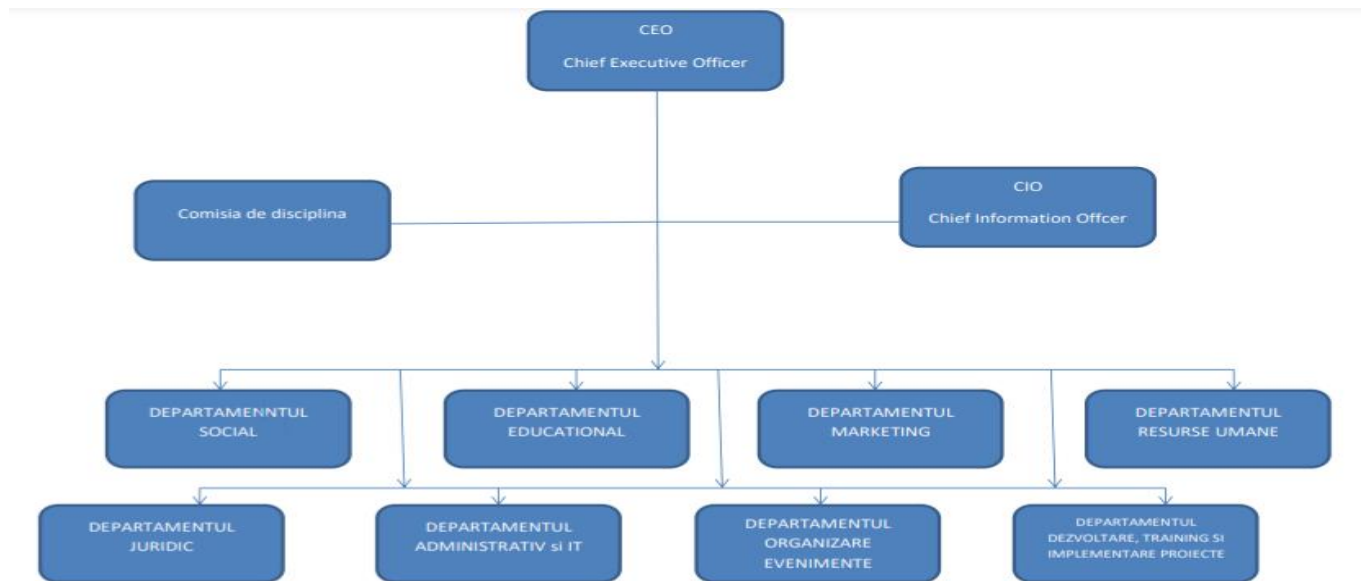 CEO
Chief Executive Officer
Comisia de disciplina
CIO
Chief Information Offcer
DEPARTAMENNTUL
SOCIAL
DEPARTAMENTUL
EDUCATIONAL
DEPARTAMENTUL
MARKETING
DEPARTAMENTUL
RESURSE UMANE
DEPARTAMENTUL
JURIDIC
DEPARTAMENTUL
ADMINISTRATIV si IT
DEPARTAMENTUL
ORGANIZARE
EVENIMENTE
DEPARTAMENTUL
DEZVOLTARE, TRAINING SI
IMPLEMENTARE PROIECTE